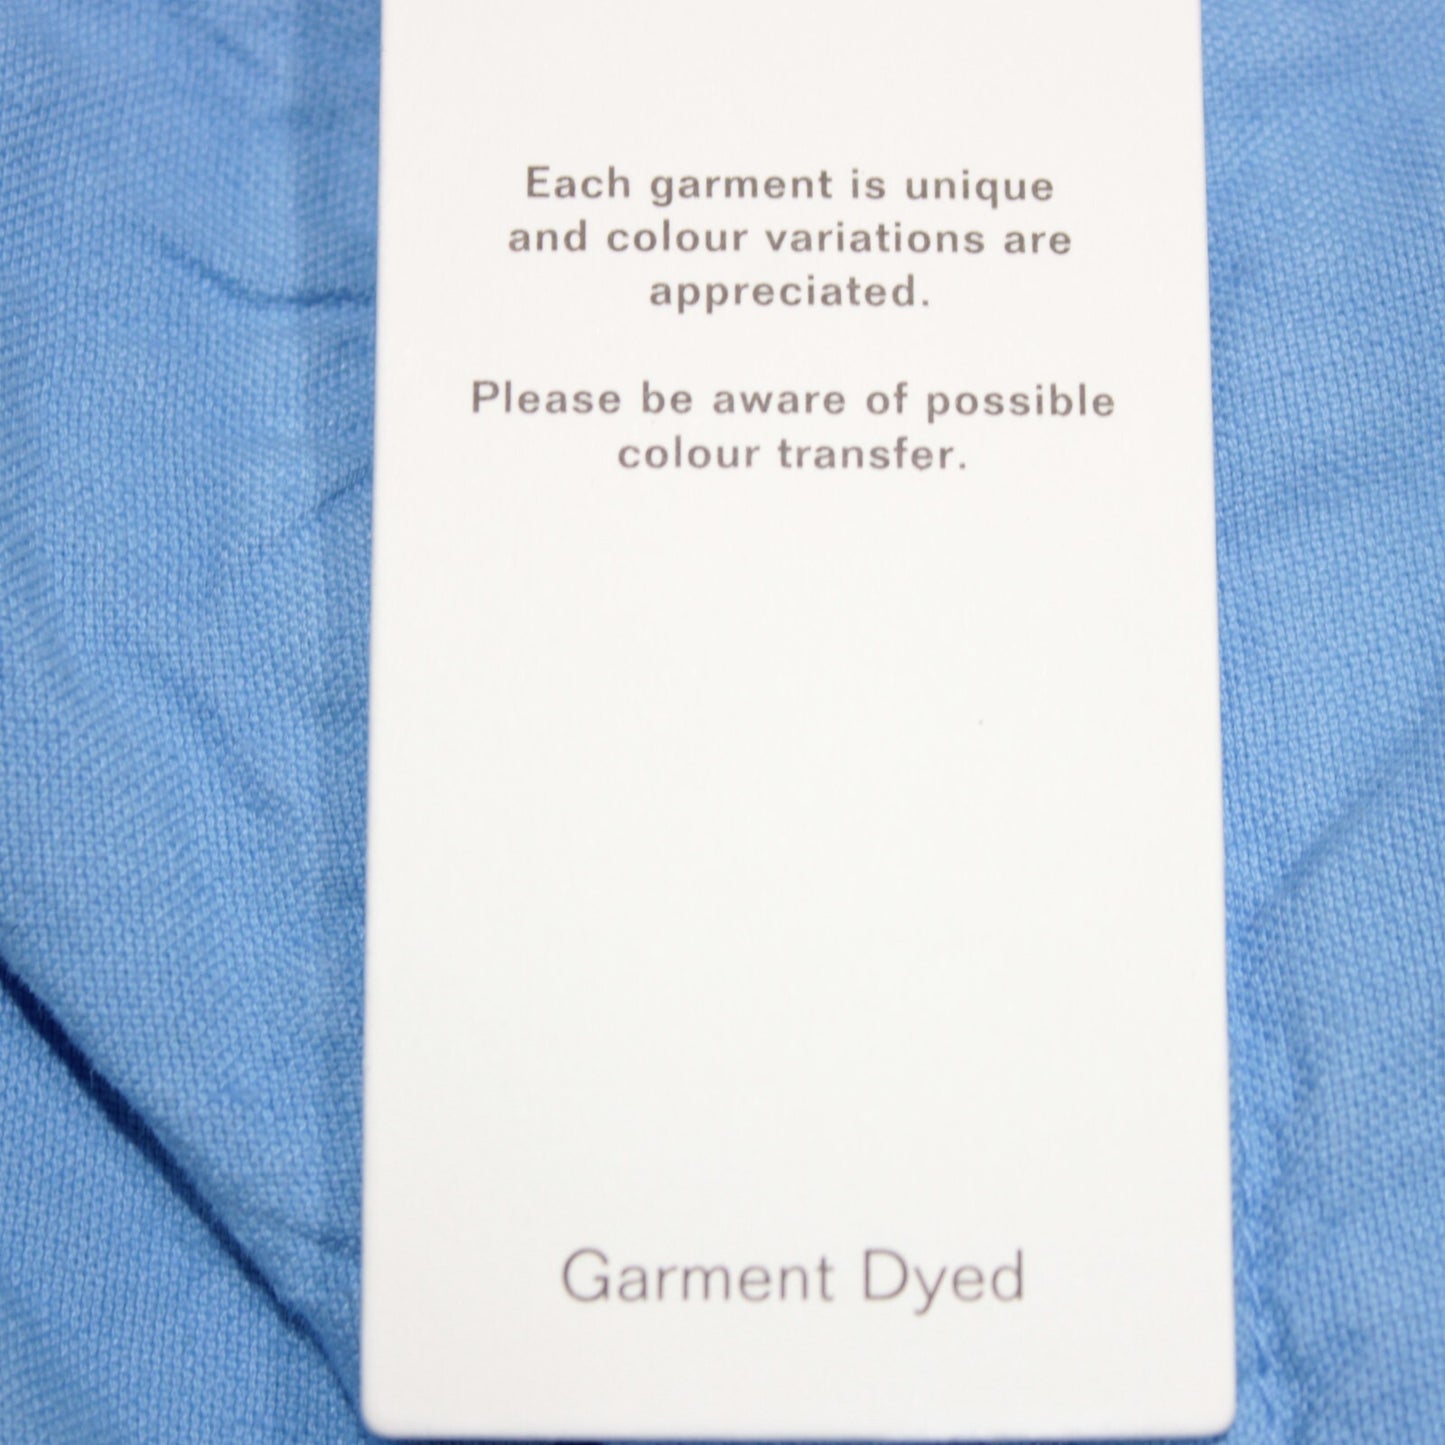 Each garment is unique
and colour variations are
appreciated.
Please be aware of possible
colour transfer.
Garment Dyed